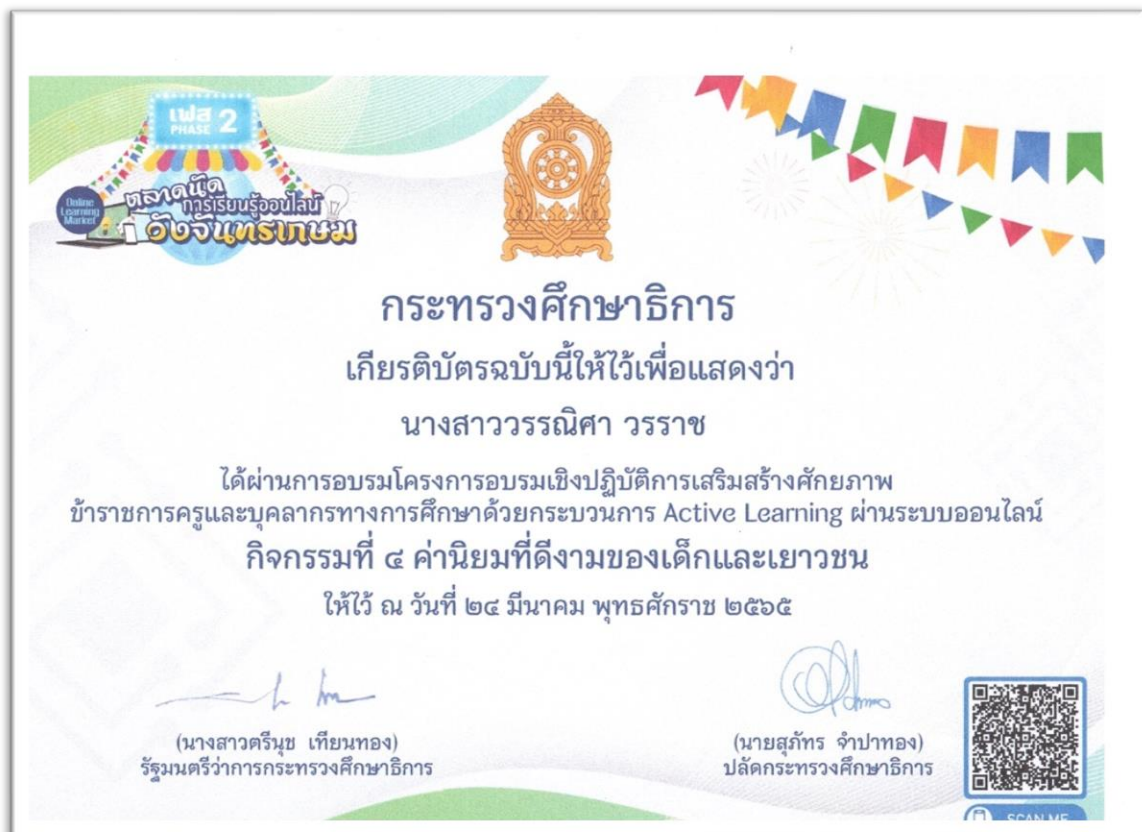 เฟส 2
PHASE
Online
Learning
Market
ตลาดนัด
การเรียนรู้ออนไลน์
วังจันทรเกษม
กระทรวงศึกษาธิการ
เกียรติบัตรฉบับนี้ให้ไว้เพื่อแสดงว่า
นางสาววรรณิศา วรราช
ได้ผ่านการอบรมโครงการอบรมเชิงปฏิบัติการเสริมสร้างศักยภาพ
ข้าราชการครูและบุคลากรทางการศึกษาด้วยกระบวนการ Active Learning ผ่านระบบออนไลน์
กิจกรรมที่ ๔ ค่านิยมที่ดีงามของเด็กและเยาวชน
ให้ไว้ ณ วันที่ ๒๔ มีนาคม พุทธศักราช ๒๕๖๕
(นางสาวตรีนุช เทียนทอง)
รัฐมนตรีว่าการกระทรวงศึกษาธิการ
(นายสุภัทร จำปาทอง)
ปลัดกระทรวงศึกษาธิการ
SCAN ME